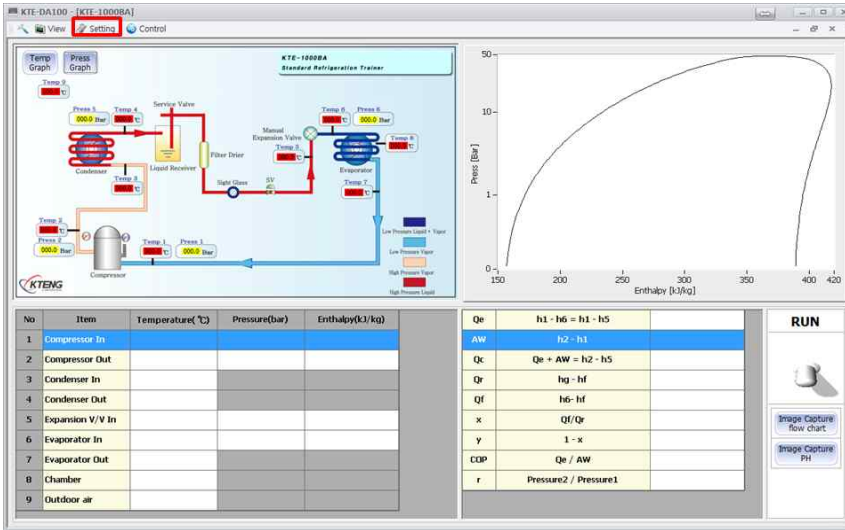 KTE-DA100 - [KTE-1000BA]
View Setting Control
Temp Graph
Press Graph
KTE-1000BA
Standard Refrigeration Trainer
Temp 9
℃
Press 5 Temp 4 Service Valve Temp 6 Press 6
000.0 Bar 000.0 ℃ 000.0 ℃ 000.0 Bar
Manual Expansion Valve
Temp 8
Temp 5
Filter Drier
Condenser Liquid Receiver Evaporator
Temp 3
Sight Glass SV Temp 7
Temp 2
Press 2
000.0 Bar
Temp 1 Press 1
000.0 Bar
Compressor
Low Pressure Liquid + Vapor
Low Pressure Vapor
High Pressure Vapor
High Pressure Liquid
KTENG
Press [Bar]
50
10
1
0
150 200 250 300 350 400 420
Enthalpy [kJ/kg]
No Item Temperature(℃) Pressure(bar) Enthalpy(kJ/kg)
1 Compressor In
2 Compressor Out
3 Condenser In
4 Condenser Out
5 Expansion V/V In
6 Evaporator In
7 Evaporator Out
8 Chamber
9 Outdoor air
Qe h1 - h6 = h1 - h5
AW h2 - h1
Qc Qe + AW = h2 - h5
Qr hg - hf
Qf h6- hf
x Qf/Qr
y 1 - x
COP Qe / AW
r Pressure2 / Pressure1
RUN
Image Capture flow chart
Image Capture PH